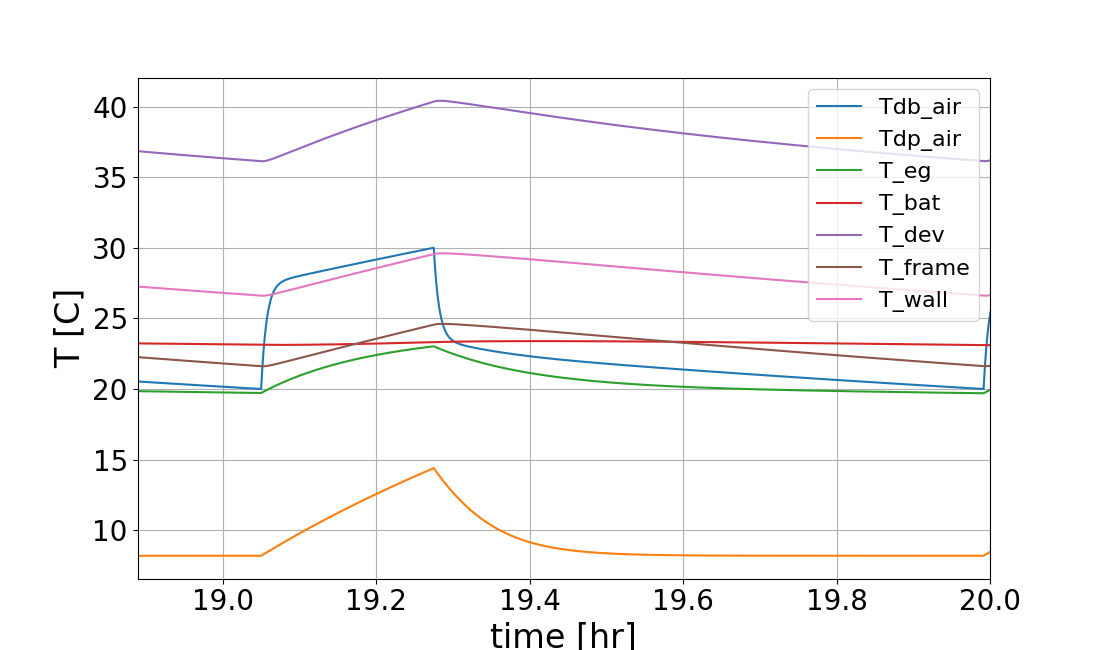 40
35
30
25
20
15
10
T [C]
Tdb_air
Tdp_air
T_eg
T_bat
T_dev
T_frame
T_wall
19.0 19.2 19.4 19.6 19.8 20.0
time [hr]